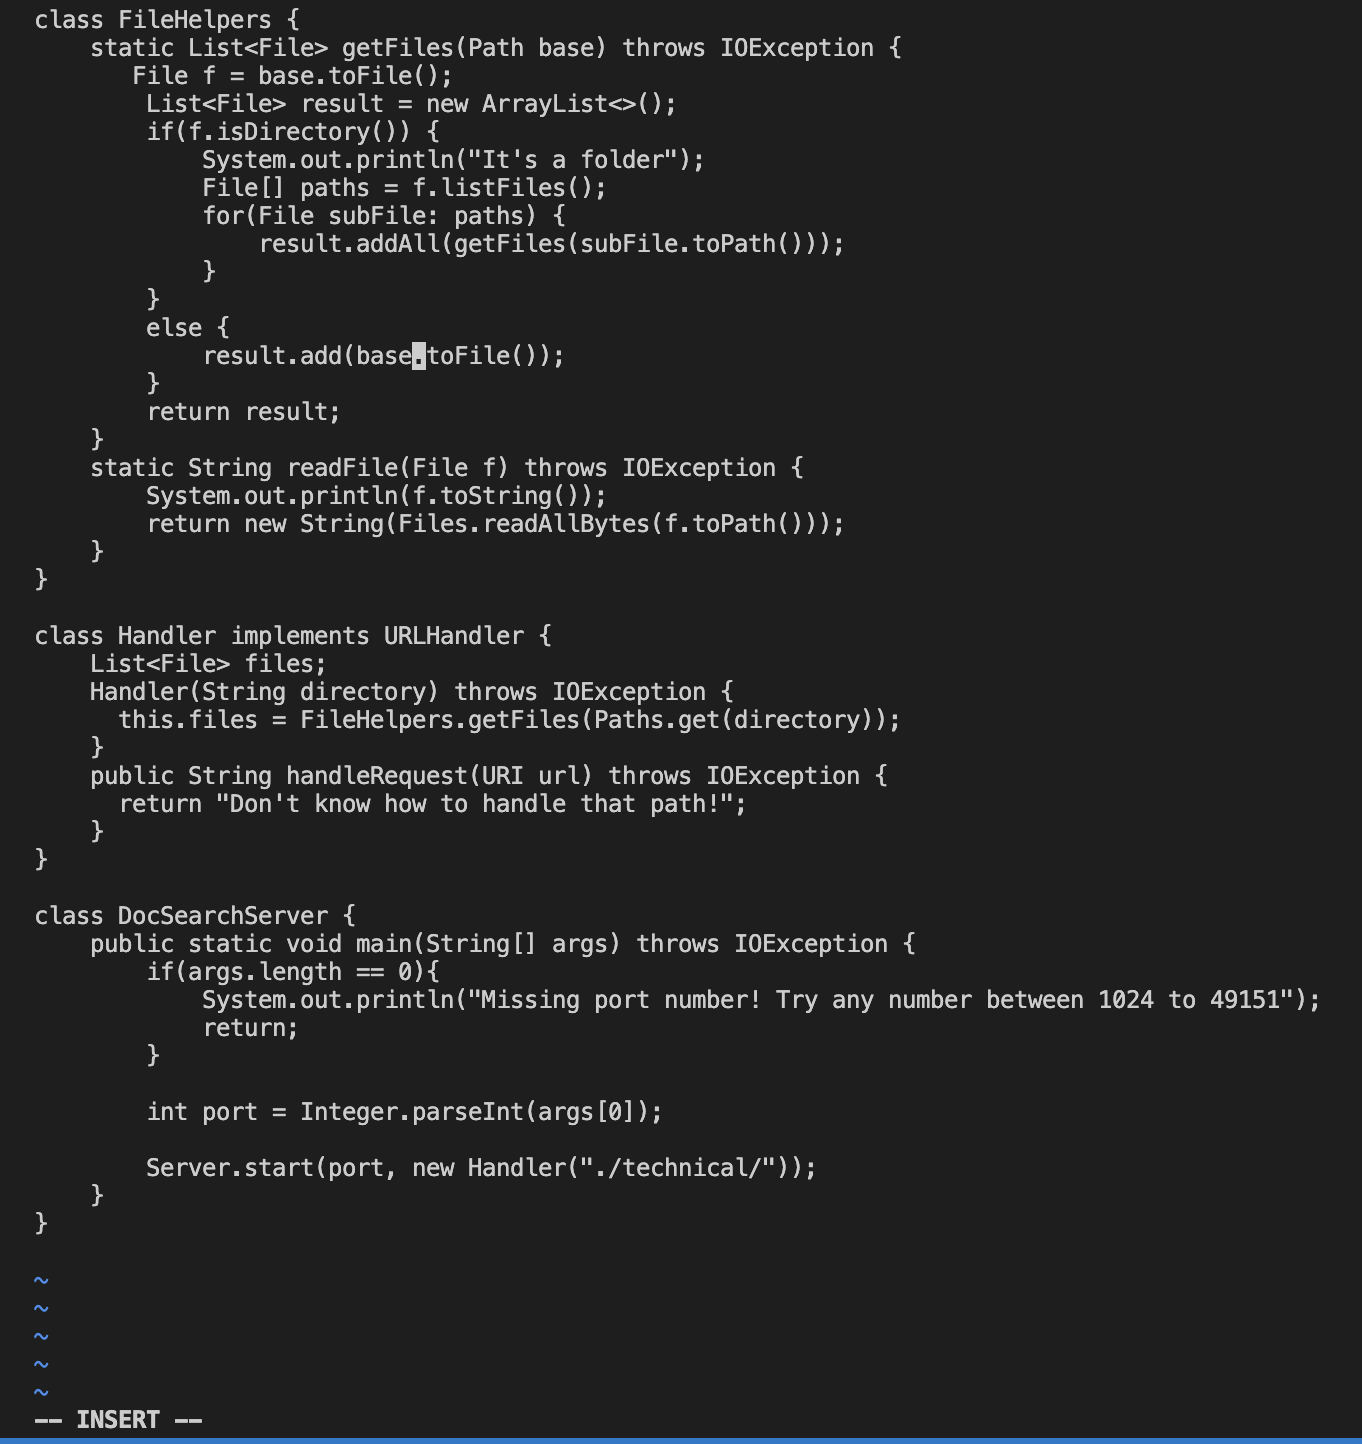 class FileHelpers {
    static List<File> getFiles(Path base) throws IOException {
       File f = base.toFile();
        List<File> result = new ArrayList<>();
        if(f.isDirectory()) {
            System.out.println("It's a folder");
            File[] paths = f.listFiles();
            for(File subFile: paths) {
                result.addAll(getFiles(subFile.toPath()));
            }
        }
        else {
            result.add(base.toFile());
        }
        return result;
    }
    static String readFile(File f) throws IOException {
        System.out.println(f.toString());
        return new String(Files.readAllBytes(f.toPath()));
    }
}

class Handler implements URLHandler {
    List<File> files;
    Handler(String directory) throws IOException {
      this.files = FileHelpers.getFiles(Paths.get(directory));
    }
    public String handleRequest(URI url) throws IOException {
      return "Don't know how to handle that path!";
    }
}

class DocSearchServer {
    public static void main(String[] args) throws IOException {
        if(args.length == 0){
            System.out.println("Missing port number! Try any number between 1024 to 49151");
            return;
        }

        int port = Integer.parseInt(args[0]);

        Server.start(port, new Handler("./technical/"));
    }
}

~
~
~
~
~
-- INSERT --